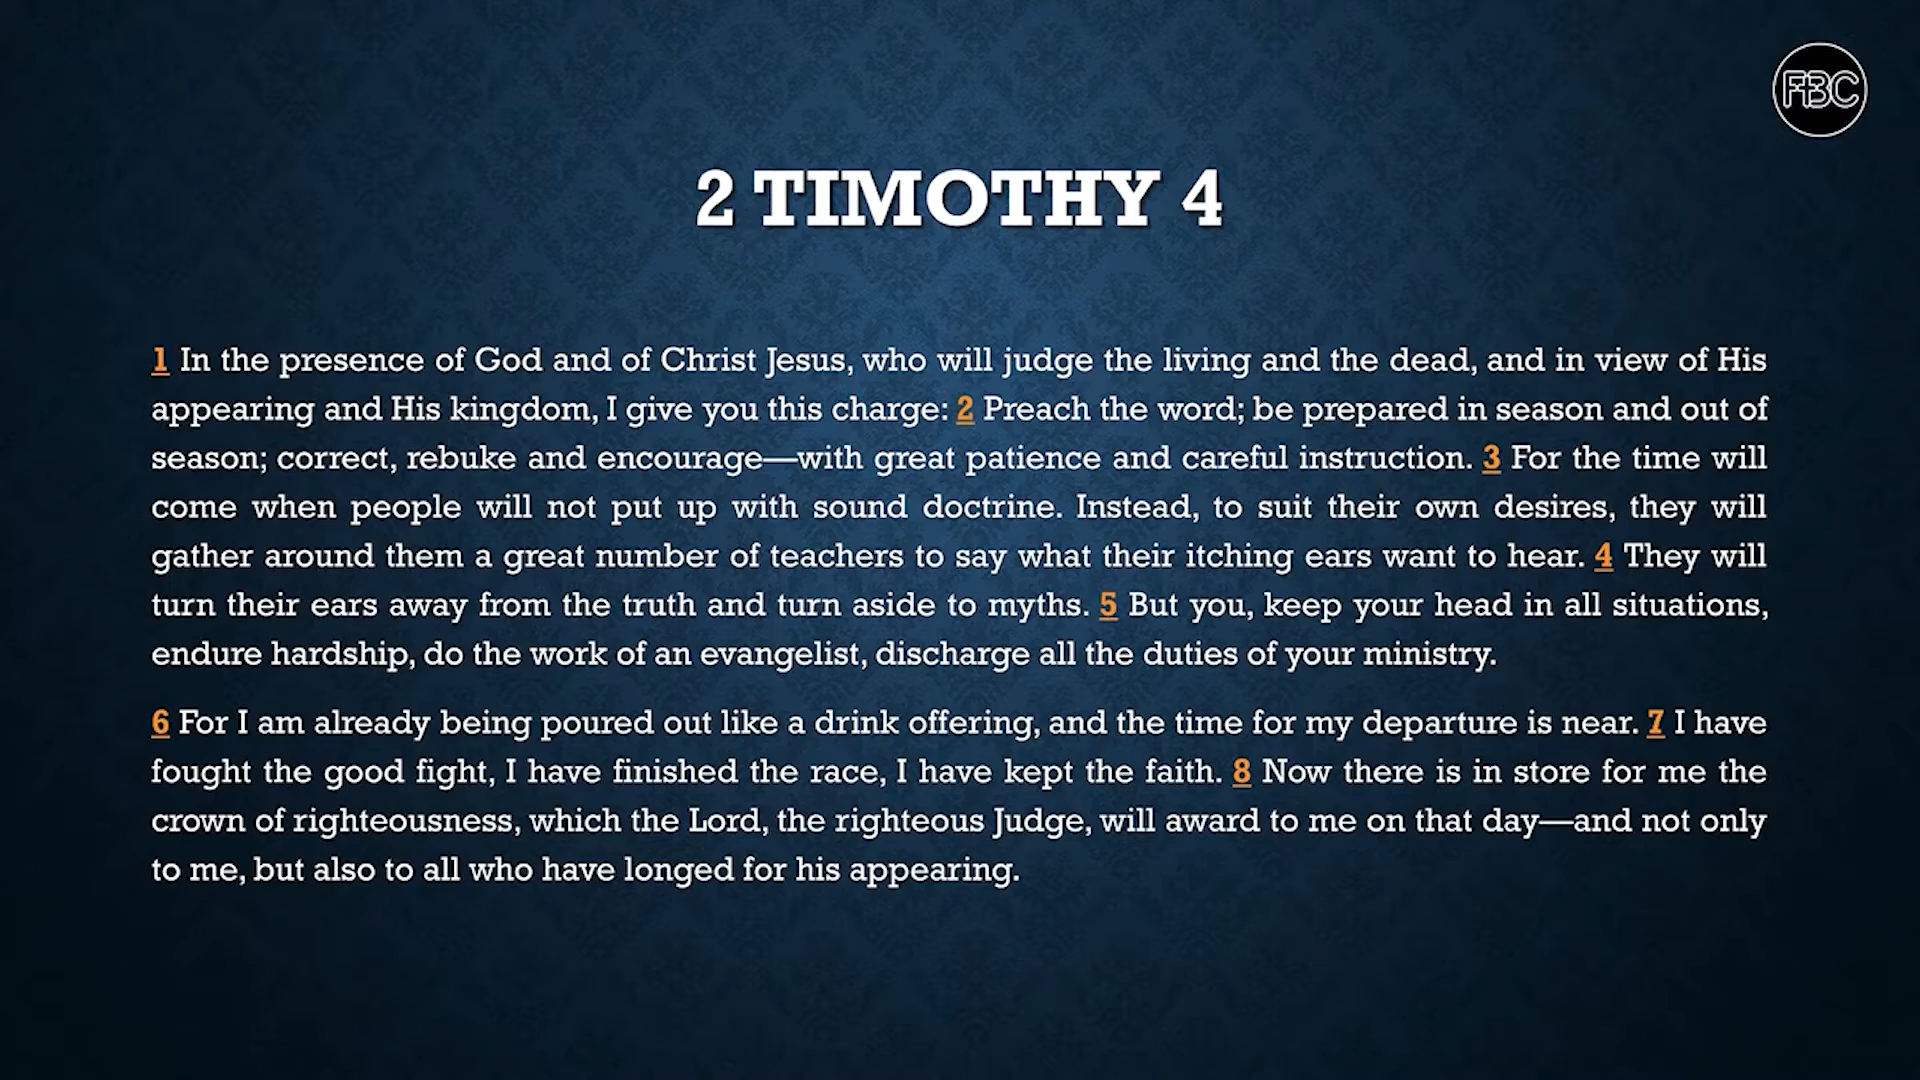 FBC
2 TIMOTHY 4
1 In the presence of God and of Christ Jesus, who will judge the living and the dead, and in view of His
appearing and His kingdom, I give you this charge: 2 Preach the word; be prepared in season and out of
season; correct, rebuke and encourage—with great patience and careful instruction. 3 For the time will
come when people will not put up with sound doctrine. Instead, to suit their own desires, they will
gather around them a great number of teachers to say what their itching ears want to hear. 4 They will
turn their ears away from the truth and turn aside to myths. 5 But you, keep your head in all situations,
endure hardship, do the work of an evangelist, discharge all the duties of your ministry.
6 For I am already being poured out like a drink offering, and the time for my departure is near. 7 I have
fought the good fight, I have finished the race, I have kept the faith. 8 Now there is in store for me the
crown of righteousness, which the Lord, the righteous Judge, will award to me on that day—and not only
to me, but also to all who have longed for his appearing.